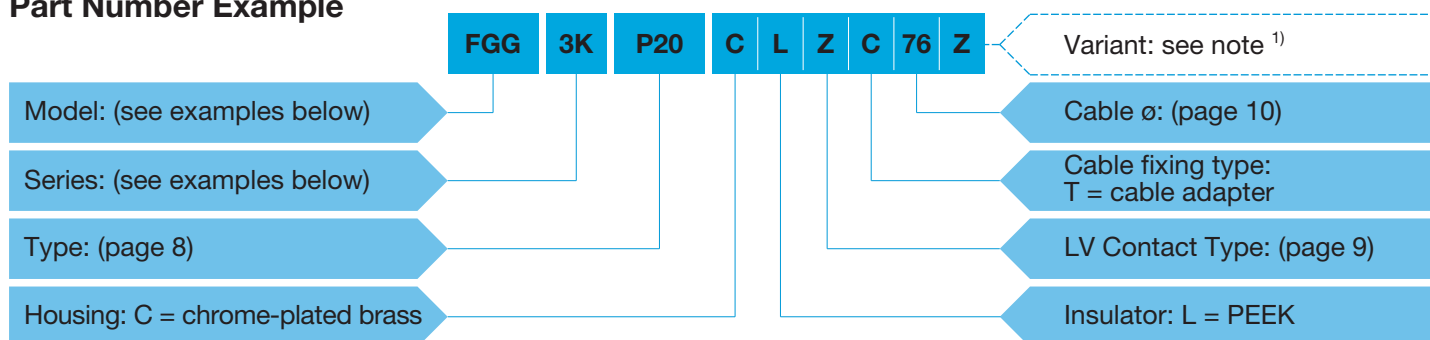 Part Number Example
FGG 3K P20 C L Z C 76 Z
Variant: see note 1)
Model: (see examples below)
Cable ø: (page 10)
Series: (see examples below)
Cable fixing type:
T = cable adapter
Type: (page 8)
LV Contact Type: (page 9)
Housing: C = chrome-plated brass
Insulator: L = PEEK